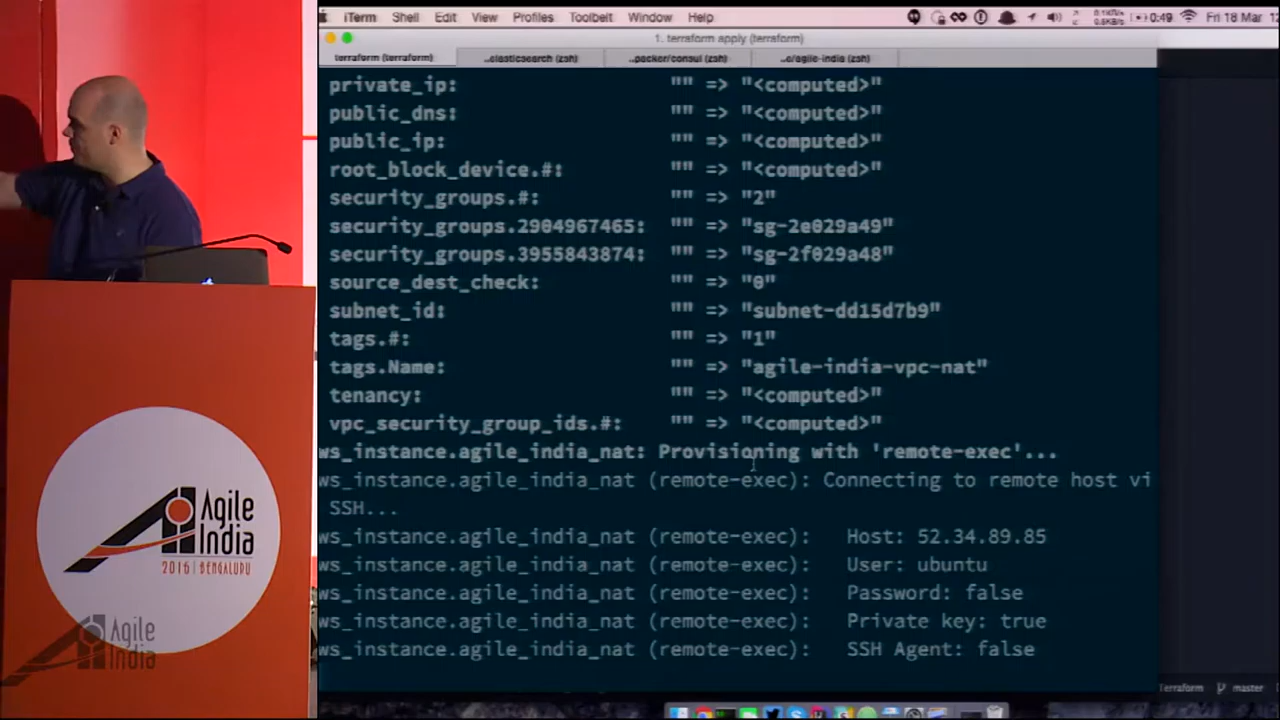 iTerm Shell Edit View Profiles Toolbelt Window Help 0:49 Fri 18 Mar
1. terraform apply (terraform)
terraform (terraform) ..elasticsearch (zsh) ..packer/consul (zsh) ..e/agile-india (zsh)
private_ip: "" => "<computed>"
public_dns: "" => "<computed>"
public_ip: "" => "<computed>"
root_block_device.#: "" => "<computed>"
security_groups.#: "" => "2"
security_groups.2904967465: "" => "sg-2e029a49"
security_groups.3955843874: "" => "sg-2f029a48"
source_dest_check: "" => "0"
subnet_id: "" => "subnet-dd15d7b9"
tags.#: "" => "1"
tags.Name: "" => "agile-india-vpc-nat"
tenancy: "" => "<computed>"
vpc_security_group_ids.#: "" => "<computed>"
ws_instance.agile_india_nat: Provisioning with 'remote-exec'...
ws_instance.agile_india_nat (remote-exec): Connecting to remote host vi
SSH...
ws_instance.agile_india_nat (remote-exec): Host: 52.34.89.85
ws_instance.agile_india_nat (remote-exec): User: ubuntu
ws_instance.agile_india_nat (remote-exec): Password: false
ws_instance.agile_india_nat (remote-exec): Private key: true
ws_instance.agile_india_nat (remote-exec): SSH Agent: false
Terraform master
Agile
India
2016 | BENGALURU
Agile
India